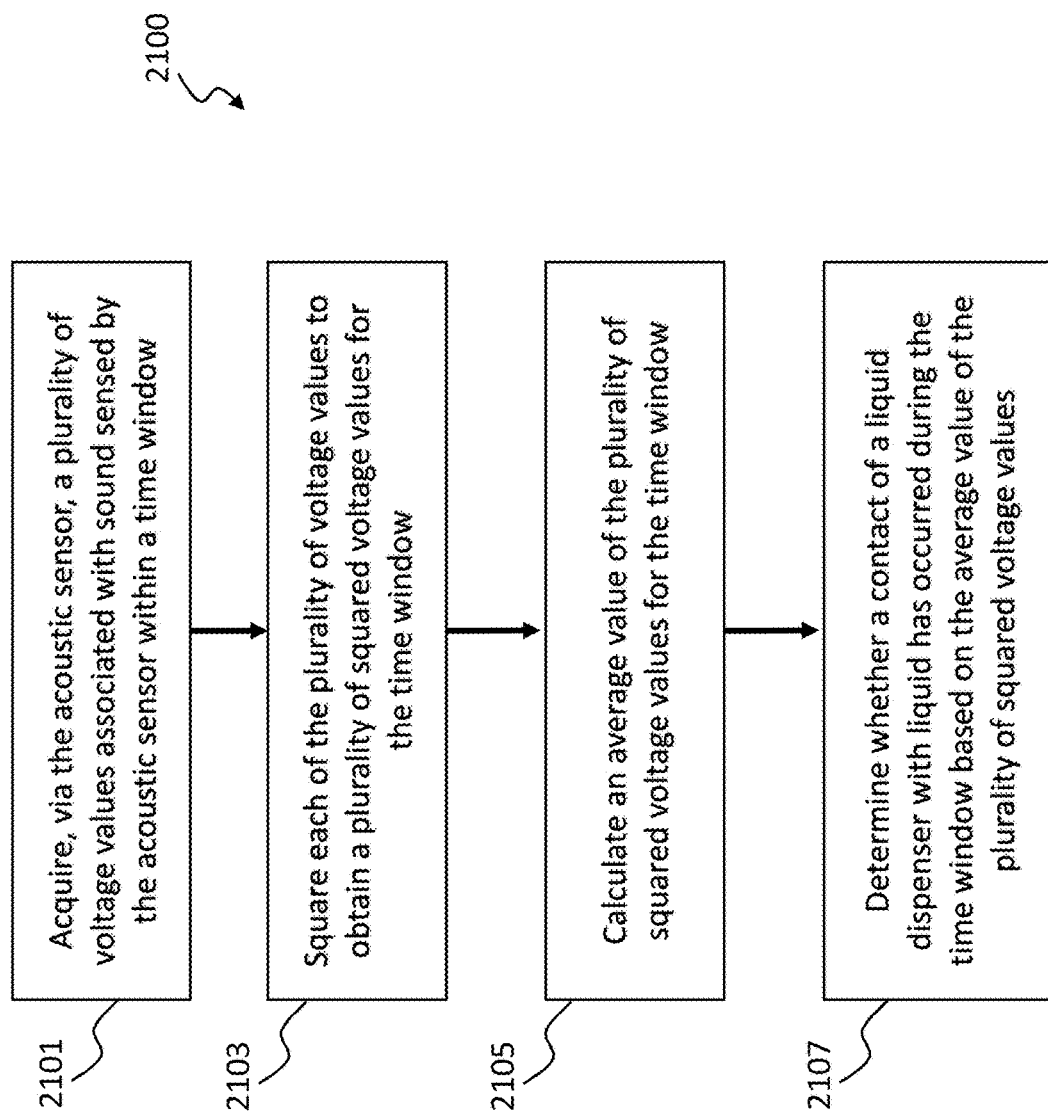 2100
2101
Acquire, via the acoustic sensor, a plurality of
voltage values associated with sound sensed by
the acoustic sensor within a time window
2103
Square each of the plurality of voltage values to
obtain a plurality of squared voltage values for
the time window
2105
Calculate an average value of the plurality of
squared voltage values for the time window
2107
Determine whether a contact of a liquid
dispenser with liquid has occurred during the
time window based on the average value of the
plurality of squared voltage values